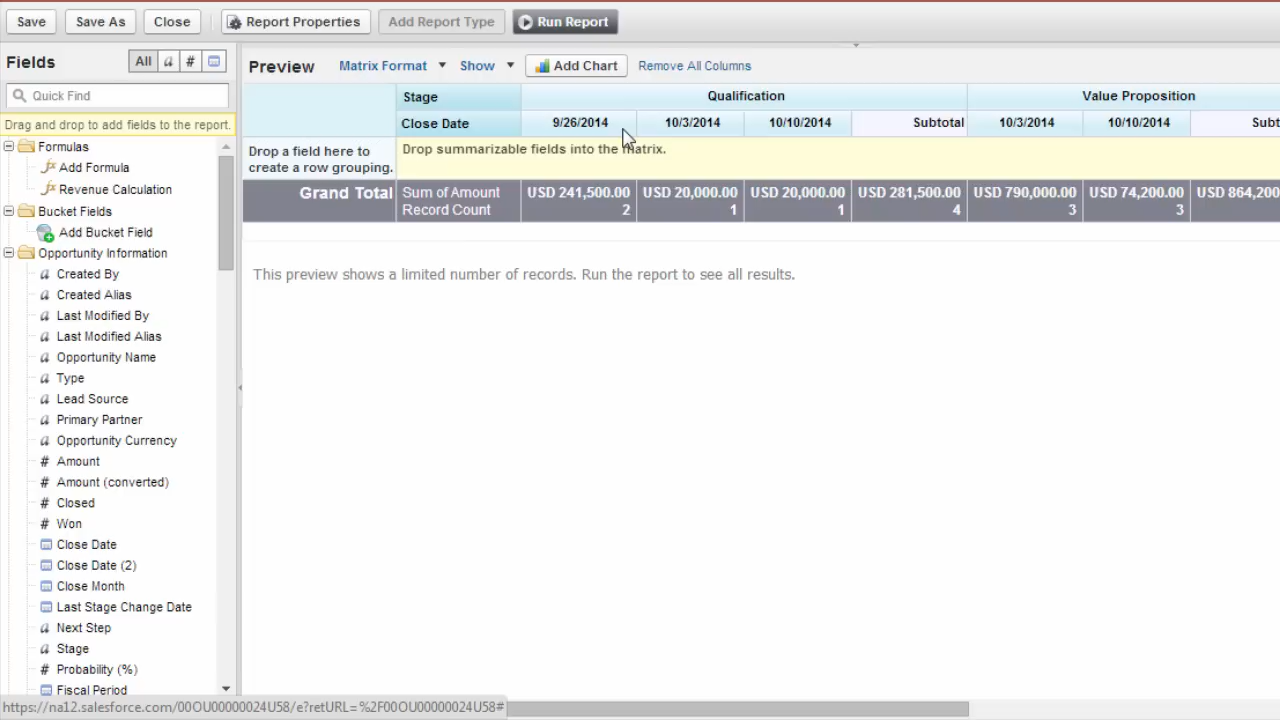 Save Save As Close Report Properties Add Report Type Run Report
Fields All a #
Quick Find
Drag and drop to add fields to the report.
Formulas
Add Formula
Revenue Calculation
Bucket Fields
Add Bucket Field
Opportunity Information
a Created By
a Created Alias
a Last Modified By
a Last Modified Alias
a Opportunity Name
a Type
a Lead Source
a Primary Partner
a Opportunity Currency
# Amount
# Amount (converted)
# Closed
# Won
Close Date
Close Date (2)
Close Month
Last Stage Change Date
a Next Step
a Stage
# Probability (%)
Fiscal Period
Preview Matrix Format Show Add Chart Remove All Columns
Stage Qualification Value Proposition
Close Date 9/26/2014 10/3/2014 10/10/2014 Subtotal 10/3/2014 10/10/2014 Subt
Drop a field here to
create a row grouping.
Drop summarizable fields into the matrix.
Grand Total Sum of Amount USD 241,500.00 USD 20,000.00 USD 20,000.00 USD 281,500.00 USD 790,000.00 USD 74,200.00 USD 864,200
Record Count 2 1 1 4 3 3
This preview shows a limited number of records. Run the report to see all results.
https://na12.salesforce.com/00OU00000024U58/e?retURL=%2F00OU00000024U58#